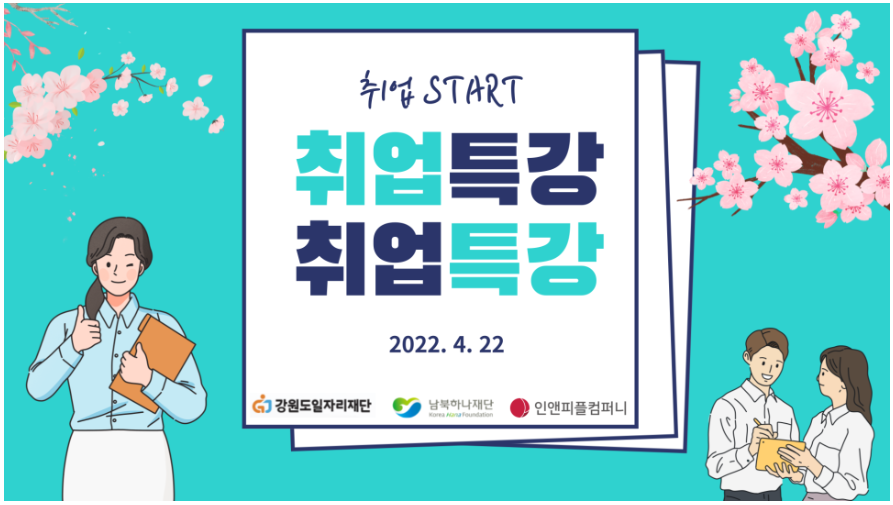 취업 START
취업특강
취업특강
2022. 4. 22
강원도일자리재단 남북하나재단 인앤피플컴퍼니
Korea Hana Foundation